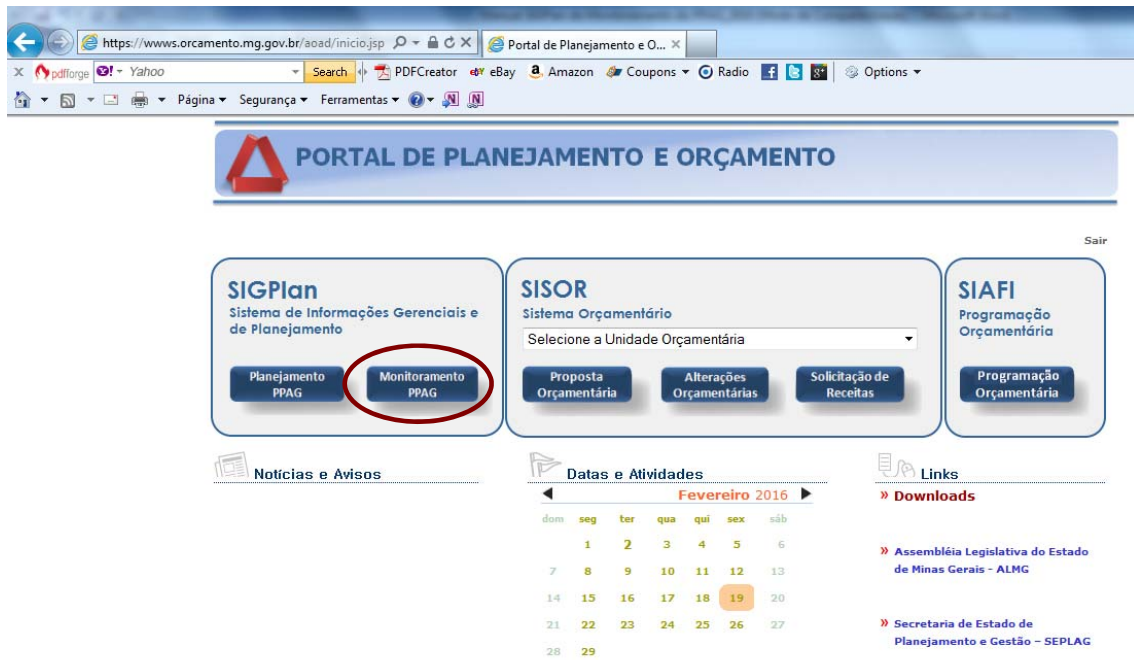 https://wwws.orcamento.mg.gov.br/aoad/inicio.jsp
Portal de Planejamento e O...
pdfforge
Yahoo
Search
PDFCreator
eBay
Amazon
Coupons
Radio
Options
Página
Segurança
Ferramentas
PORTAL DE PLANEJAMENTO E ORÇAMENTO
Sair
SIGPlan
Sistema de Informações Gerenciais e
de Planejamento
Planejamento
PPAG
Monitoramento
PPAG
SISOR
Sistema Orçamentário
Selecione a Unidade Orçamentária
Proposta
Orçamentária
Alterações
Orçamentárias
Solicitação de
Receitas
SIAFI
Programação
Orçamentária
Programação
Orçamentária
Notícias e Avisos
Datas e Atividades
Fevereiro 2016
dom seg ter qua qui sex sáb
1 2 3 4 5 6
7 8 9 10 11 12 13
14 15 16 17 18 19 20
21 22 23 24 25 26 27
28 29
Links
» Downloads
» Assembléia Legislativa do Estado
de Minas Gerais - ALMG
» Secretaria de Estado de
Planejamento e Gestão – SEPLAG